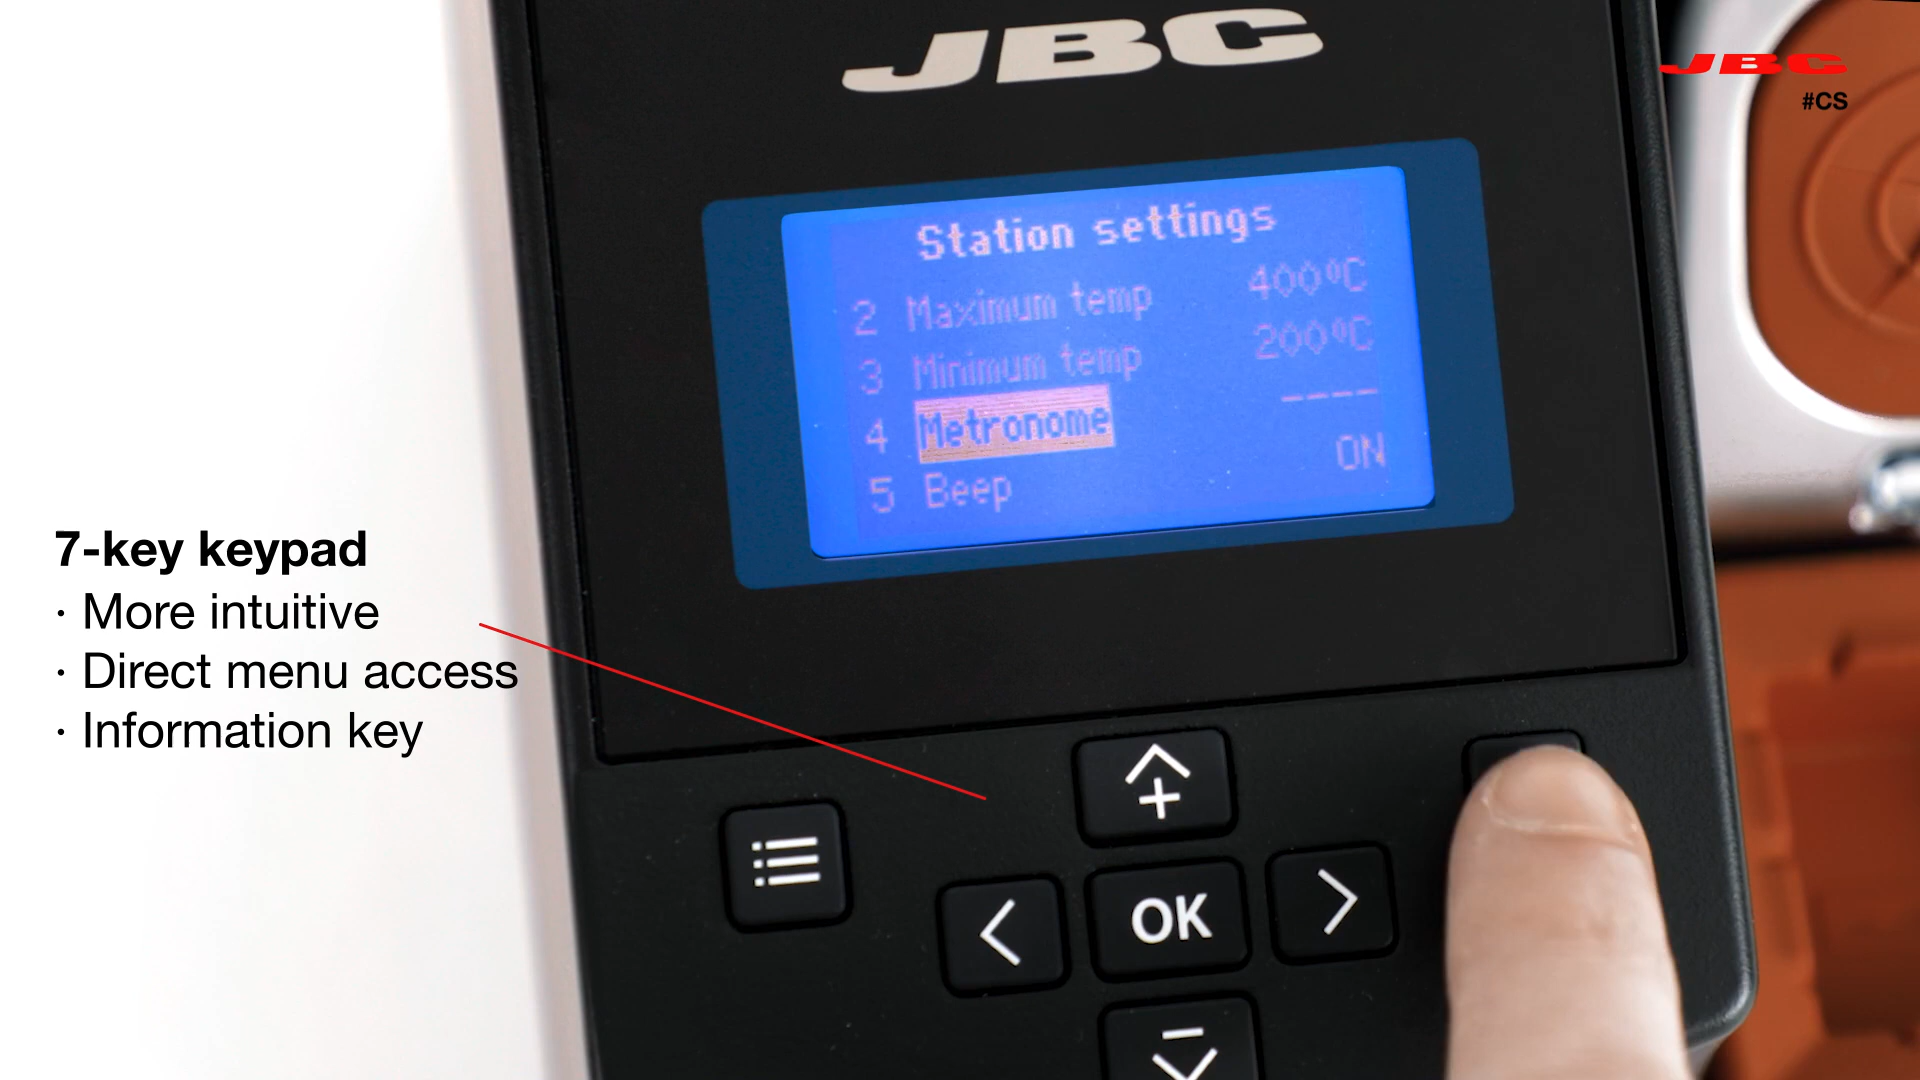 JBC
JBC
#CS
Station settings
2 Maximum temp 400ºC
3 Minimum temp 200ºC
4 Metronome ----
5 Beep ON
7-key keypad
· More intuitive
· Direct menu access
· Information key
OK